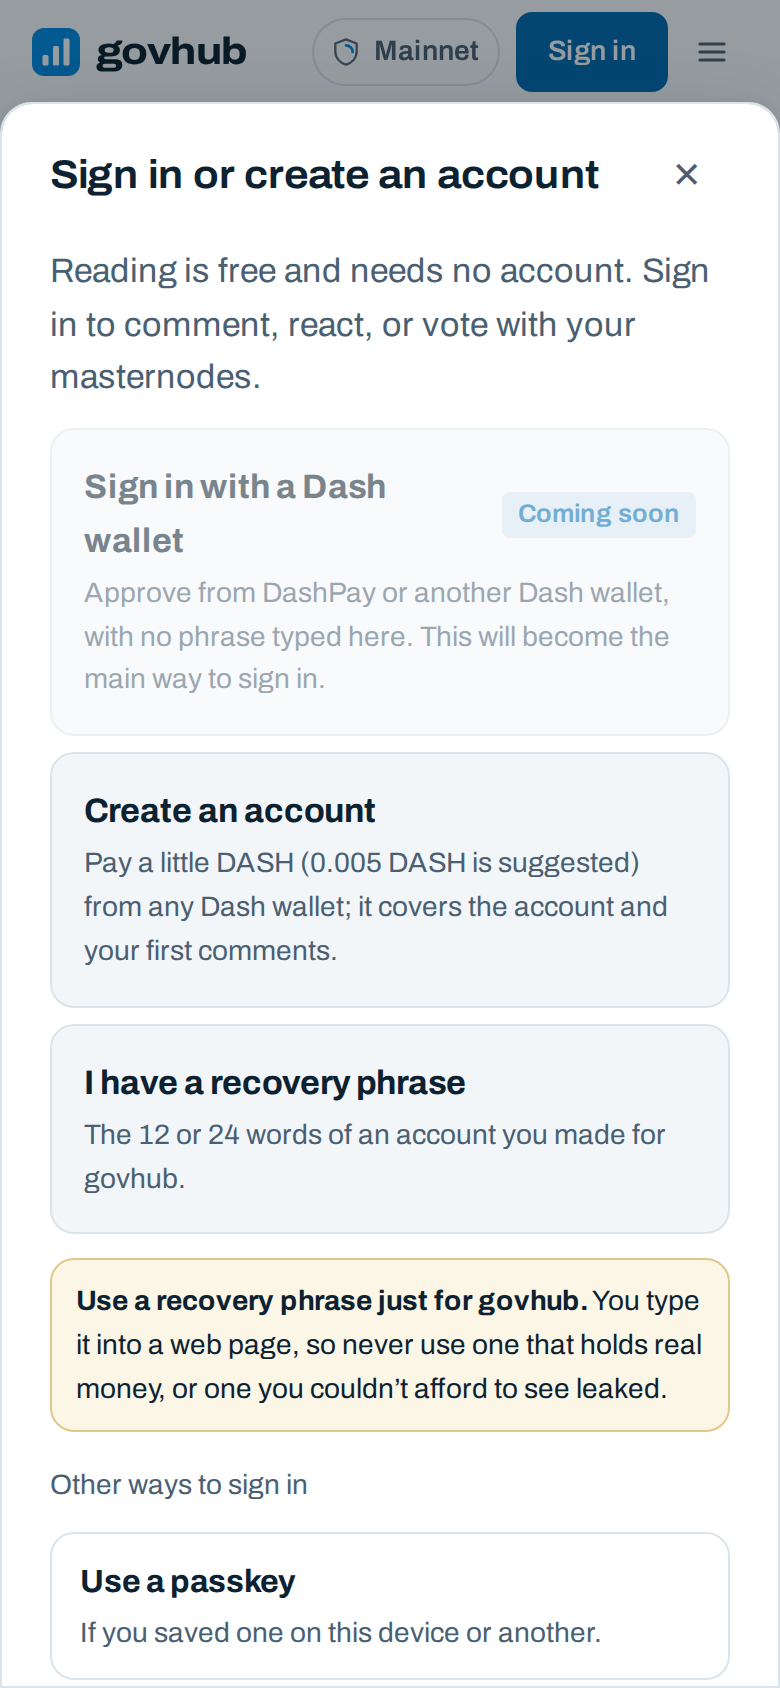 govhub
Mainnet
Sign in
Sign in or create an account
Reading is free and needs no account. Sign
in to comment, react, or vote with your
masternodes.
Sign in with a Dash
wallet
Coming soon
Approve from DashPay or another Dash wallet,
with no phrase typed here. This will become the
main way to sign in.
Create an account
Pay a little DASH (0.005 DASH is suggested)
from any Dash wallet; it covers the account and
your first comments.
I have a recovery phrase
The 12 or 24 words of an account you made for
govhub.
Use a recovery phrase just for govhub. You type
it into a web page, so never use one that holds real
money, or one you couldn’t afford to see leaked.
Other ways to sign in
Use a passkey
If you saved one on this device or another.